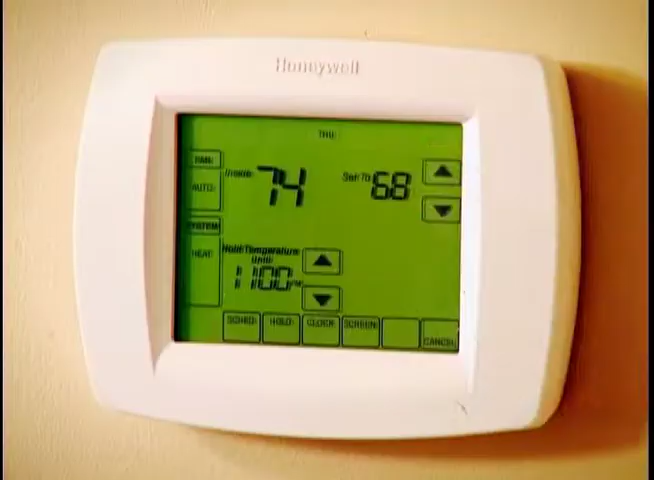 Honeywell
THU
FAN
Inside
74
Set To
68
AUTO
SYSTEM
HEAT
Hold Temperature
Until
11:00 PM
SCHED
HOLD
CLOCK
SCREEN
CANCEL